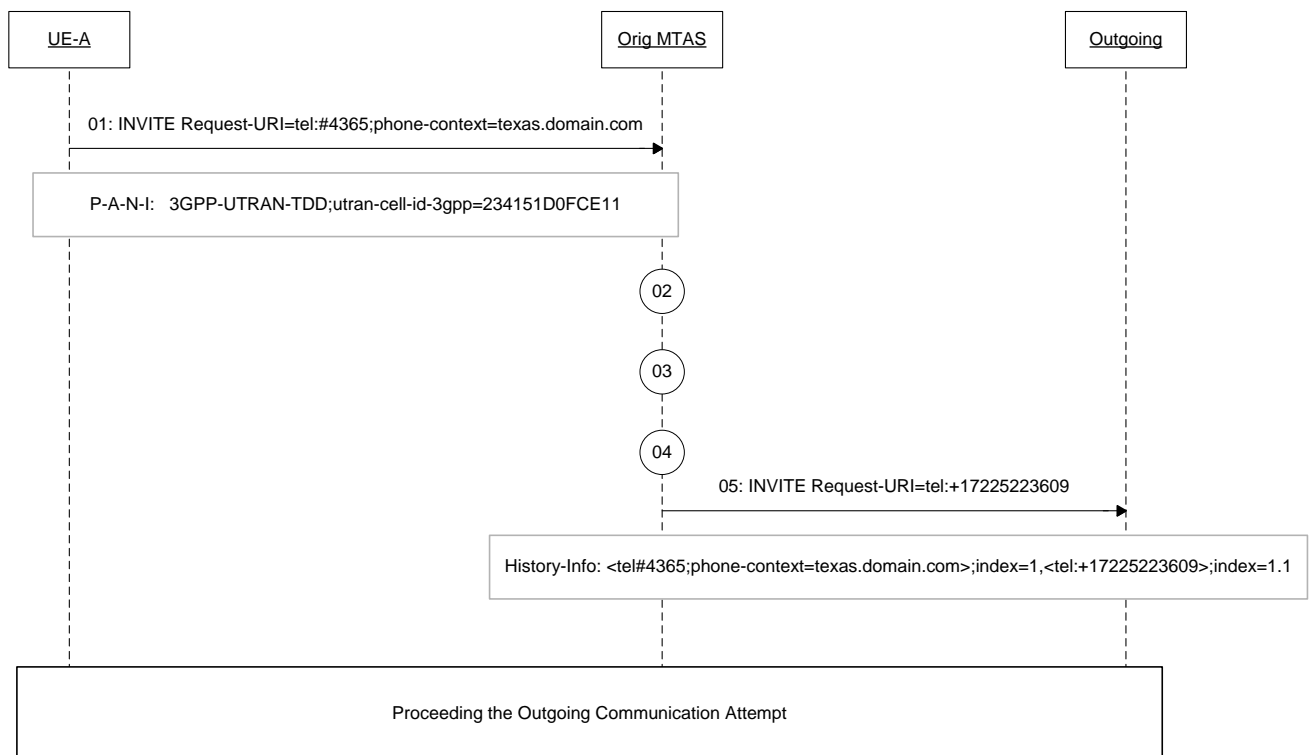 UE-A
Orig MTAS
Outgoing
01: INVITE Request-URI=tel:#4365;phone-context=texas.domain.com
P-A-N-I:   3GPP-UTRAN-TDD;utran-cell-id-3gpp=234151D0FCE11
02
03
04
05: INVITE Request-URI=tel:+17225223609
History-Info: <tel#4365;phone-context=texas.domain.com>;index=1,<tel:+17225223609>;index=1.1
Proceeding the Outgoing Communication Attempt